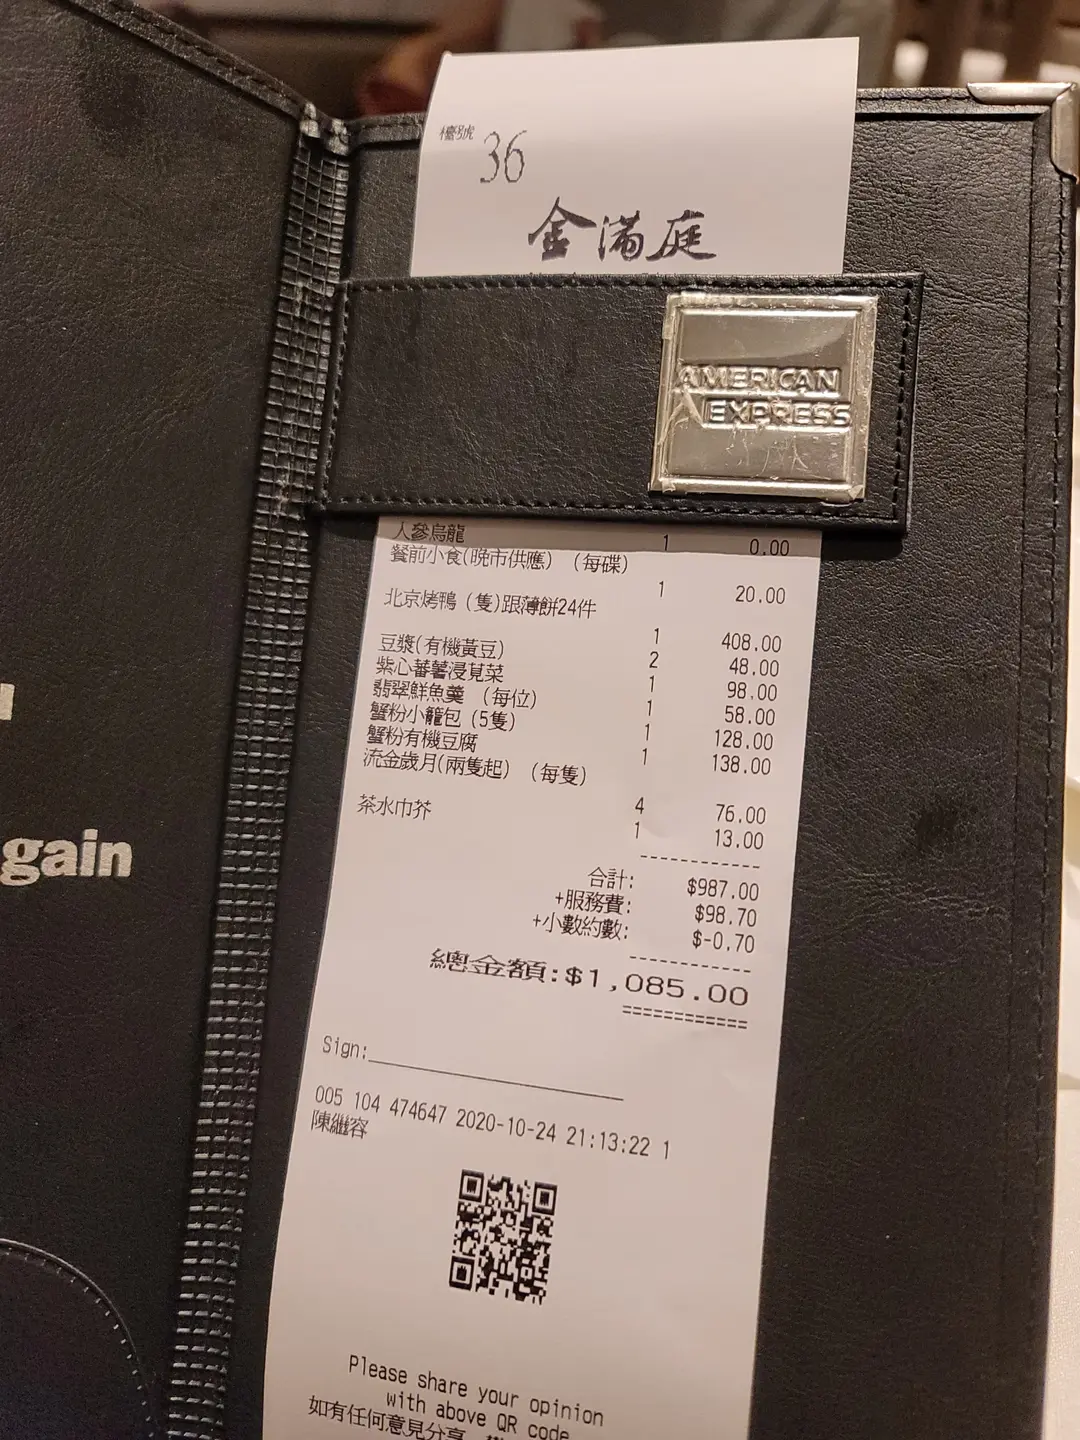 檯號 36
金滿庭
AMERICAN
EXPRESS
人參烏龍 1 0.00
餐前小食(晚市供應) (每碟)
1 20.00
北京烤鴨 (隻)跟薄餅24件
1 408.00
豆漿(有機黃豆) 2 48.00
紫心蕃薯浸莧菜 1 98.00
翡翠鮮魚羹 (每位) 1 58.00
蟹粉小籠包 (5隻) 1 128.00
蟹粉有機豆腐 1 138.00
流金歲月(兩隻起) (每隻)
4 76.00
茶水巾芥 1 13.00
合計: $987.00
+服務費: $98.70
+小數約數: $-0.70
總金額:$1,085.00
Sign:
005 104 474647 2020-10-24 21:13:22 1
陳繼容
Please share your opinion
with above QR code
如有任何意見分享
gain